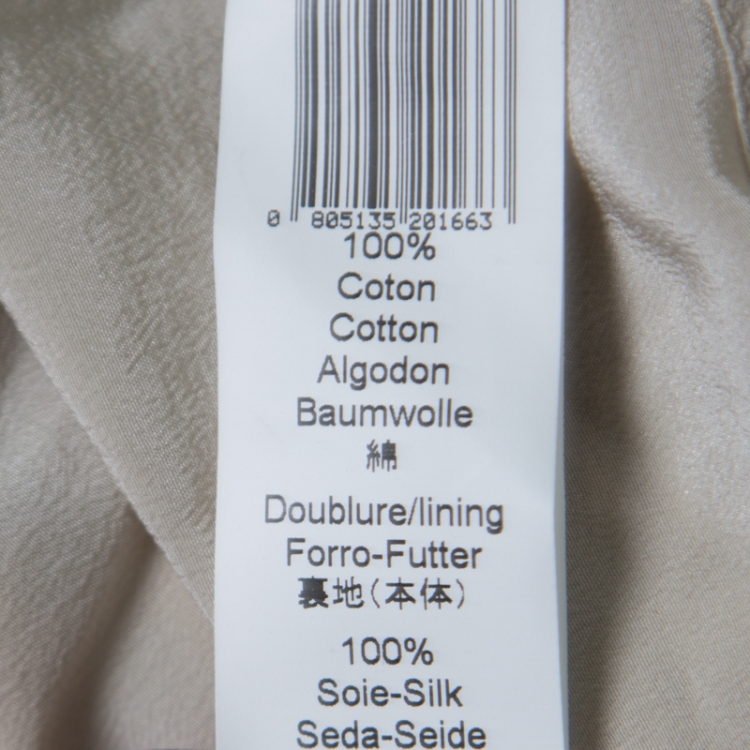 0 805135 201663
100%
Coton
Cotton
Algodon
Baumwolle
綿
Doublure/lining
Forro-Futter
裏地(本体)
100%
Soie-Silk
Seda-Seide